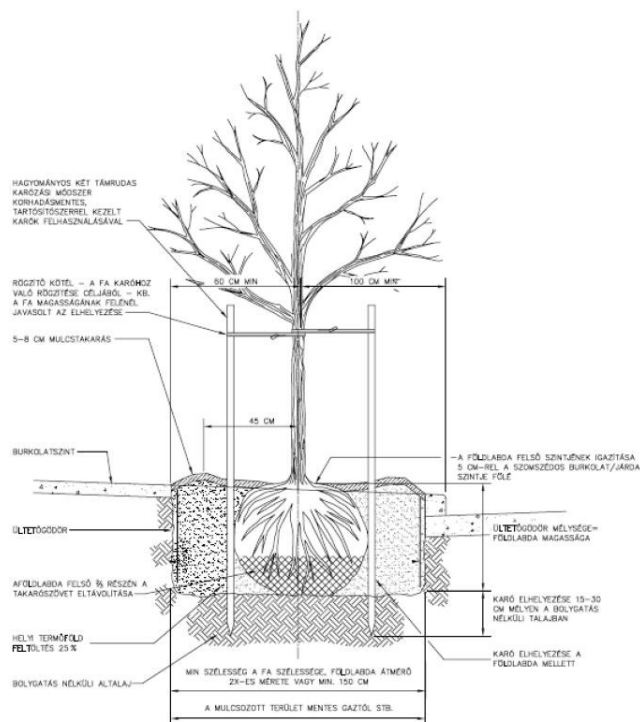 HAGYOMÁNYOS KÉT TÁMRUDAS
KARÓZÁSI MÓDSZER
KORHADÁSMENTES,
TARTÓSÍTÓSZERREL KEZELT
KARÓK FELHASZNÁLÁSÁVAL
RÖGZÍTŐ KÖTÉL – A FA KARÓHOZ
VALÓ RÖGZÍTÉSE CÉLJÁBÓL – KB.
A FA MAGASSÁGÁNAK FELÉNÉL
JAVASOLT AZ ELHELYEZÉSE
60 CM MIN
100 CM MIN
5-8 CM MULCSTAKARÁS
45 CM
BURKOLATSZINT
-A FÖLDLABDA FELSŐ SZINTJÉNEK IGAZÍTÁSA
5 CM-REL A SZOMSZÉDOS BURKOLAT/JÁRDA
SZINTJE FÖLÉ
ÜLTETŐGÖDÖR
ÜLTETŐGÖDÖR MÉLYSÉGE=
FÖLDLABDA MAGASSÁGA
AFÖLDLABDA FELSŐ ⅔ RÉSZÉN A
TAKARÓSZÖVET ELTÁVOLÍTÁSA
KARÓ ELHELYEZÉSE 15-30
CM MÉLYEN A BOLYGATÁS
NÉLKÜLI TALAJBAN
HELYI TERMŐFÖLD
FELTÖLTÉS 25%
KARÓ ELHELYEZÉSE A
FÖLDLABDA MELLETT
BOLYGATÁS NÉLKÜLI ALTALAJ
MIN SZÉLESSÉG A FA SZÉLESSÉGE, FÖLDLABDA ÁTMÉRŐ
2X-ES MÉRETE VAGY MIN. 150 CM
A MULCSOZOTT TERÜLET MENTES GAZTÓL STB.